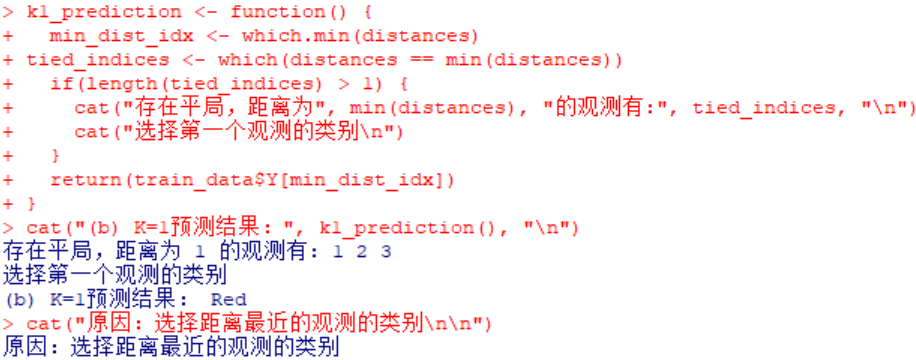 > k1_prediction <- function() {
+   min_dist_idx <- which.min(distances)
+ tied_indices <- which(distances == min(distances))
+   if(length(tied_indices) > 1) {
+     cat("存在平局，距离为", min(distances), "的观测有:", tied_indices, "\n")
+     cat("选择第一个观测的类别\n")
+   }
+   return(train_data$Y[min_dist_idx])
+ }
> cat("(b) K=1预测结果：", k1_prediction(), "\n")
存在平局，距离为 1 的观测有: 1 2 3
选择第一个观测的类别
(b) K=1预测结果： Red
> cat("原因：选择距离最近的观测的类别\n\n")
原因：选择距离最近的观测的类别